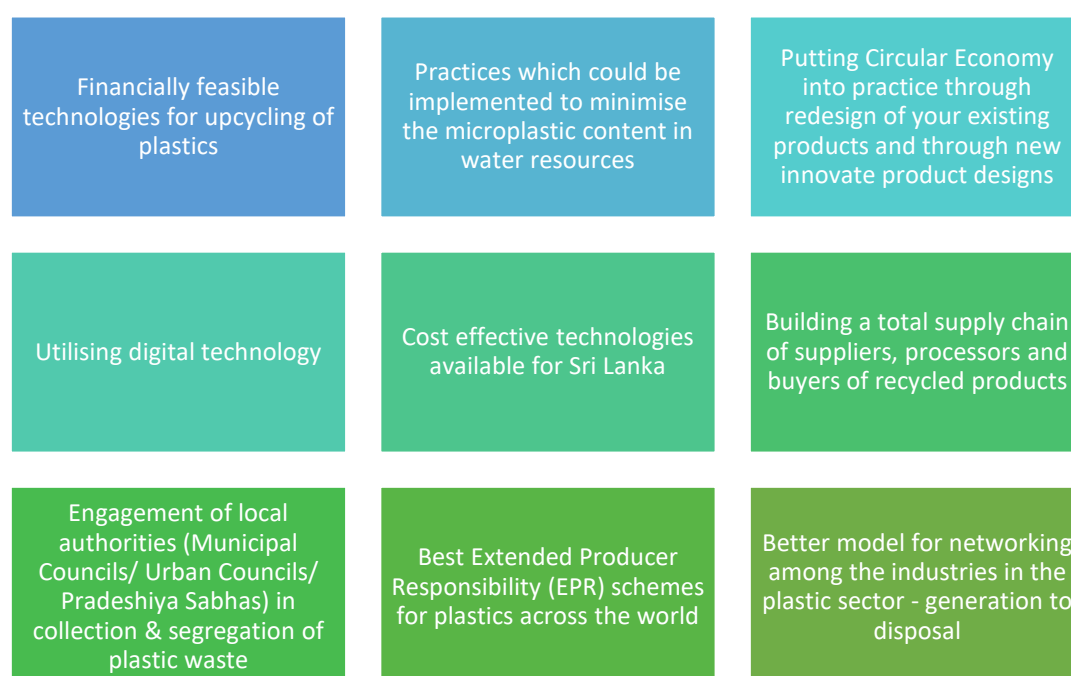 Financially feasible
technologies for upcycling of
plastics
Practices which could be
implemented to minimise
the microplastic content in
water resources
Putting Circular Economy
into practice through
redesign of your existing
products and through new
innovate product designs
Utilising digital technology
Cost effective technologies
available for Sri Lanka
Building a total supply chain
of suppliers, processors and
buyers of recycled products
Engagement of local
authorities (Municipal
Councils/ Urban Councils/
Pradeshiya Sabhas) in
collection & segregation of
plastic waste
Best Extended Producer
Responsibility (EPR) schemes
for plastics across the world
Better model for networking
among the industries in the
plastic sector - generation to
disposal